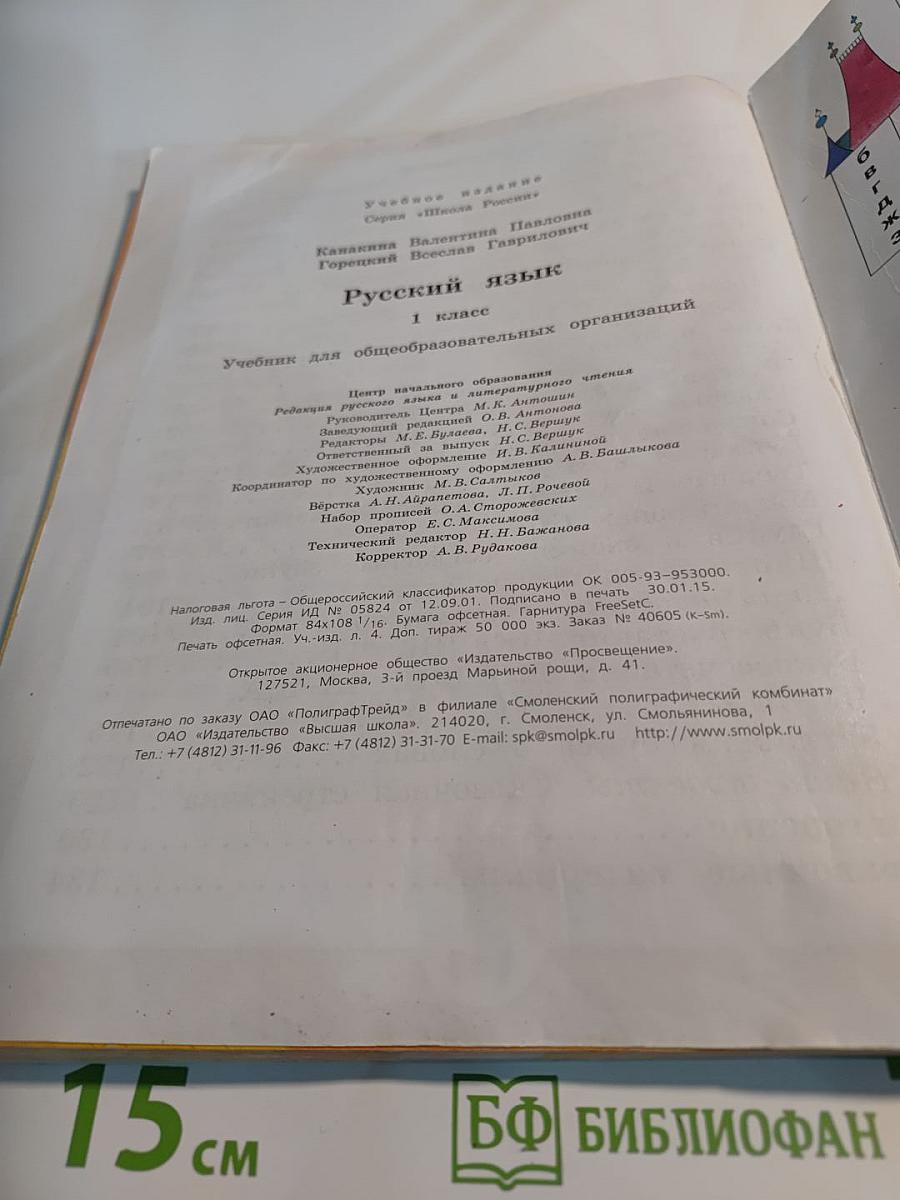 Учебное издание
Серия «Школа России»
Канакина Валентина Павловна
Горецкий Всеслав Гаврилович
Русский язык
1 класс
Учебник для общеобразовательных организаций
Центр начального образования
Редакция русского языка и литературного чтения
Руководитель Центра М. К. Антошин
Заведующий редакцией О. В. Антонова
Редакторы М. Е. Булаева, Н. С. Вершук
Ответственный за выпуск Н. С. Вершук
Художественное оформление И. В. Калининой
Координатор по художественному оформлению А. В. Башлыкова
Художник М. В. Салтыков
Вёрстка А. Н. Айрапетова, Л. П. Рочевой
Набор прописей О. А. Сторожевских
Оператор Е. С. Максимова
Технический редактор Н. Н. Бажанова
Корректор А. В. Рудакова
Налоговая льгота – Общероссийский классификатор продукции ОК 005-93–953000.
Изд. лиц. Серия ИД № 05824 от 12.09.01. Подписано в печать 30.01.15.
Формат 84х108 1/16. Бумага офсетная. Гарнитура FreeSetC.
Печать офсетная. Уч.-изд. л. 4. Доп. тираж 50 000 экз. Заказ № 40605 (к-sm).
Открытое акционерное общество «Издательство «Просвещение».
127521, Москва, 3-й проезд Марьиной рощи, д. 41.
Отпечатано по заказу ОАО «ПолиграфТрейд» в филиале «Смоленский полиграфический комбинат»
ОАО «Издательство «Высшая школа». 214020, г. Смоленск, ул. Смольянинова, 1
Тел.: +7 (4812) 31-11-96 Факс: +7 (4812) 31-31-70 E-mail: spk@smolpk.ru http://www.smolpk.ru
б
в
г
д
ж
з
15 см
БФ БИБЛИОФАН